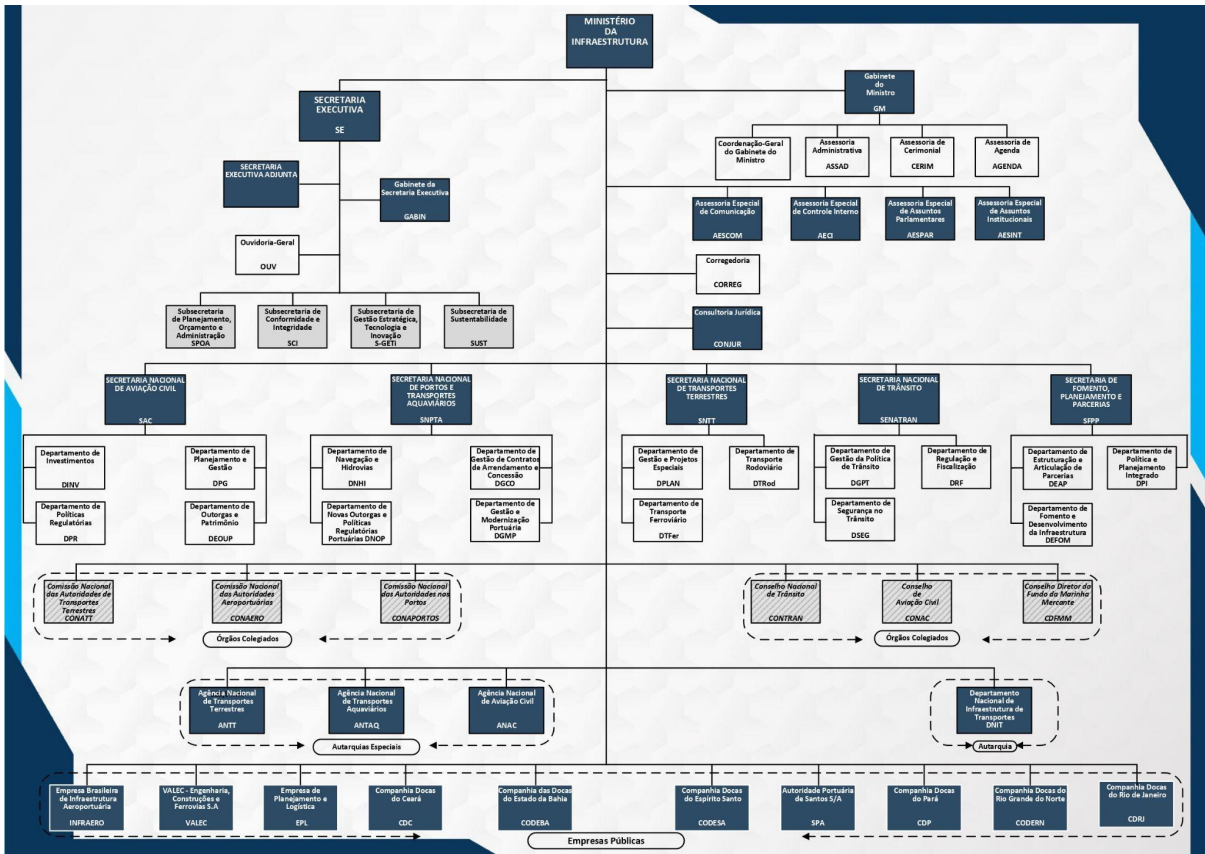 MINISTÉRIO
DA
INFRAESTRUTURA
SECRETARIA
EXECUTIVA
SE
Gabinete
do
Ministro
GM
Coordenação-Geral
do Gabinete do
Ministro
Assessoria
Administrativa
ASSAD
Assessoria de
Cerimonial
CERIM
Assessoria de
Agenda
AGENDA
SECRETARIA
EXECUTIVA ADJUNTA
Gabinete da
Secretaria Executiva
GABIN
Assessoria Especial
de Comunicação
AESCOM
Assessoria Especial
de Controle Interno
AECI
Assessoria Especial
de Assuntos
Parlamentares
AESPAR
Assessoria Especial
de Assuntos
Institucionais
AESINT
Ouvidoria-Geral
OUV
Corregedoria
CORREG
Subsecretaria de
Planejamento,
Orçamento e
Administração
SPOA
Subsecretaria de
Conformidade e
Integridade
SCI
Subsecretaria de
Gestão Estratégica,
Tecnologia e
Inovação
S-GETI
Subsecretaria de
Sustentabilidade
SUST
Consultoria Jurídica
CONJUR
SECRETARIA NACIONAL
DE AVIAÇÃO CIVIL
SAC
SECRETARIA NACIONAL
DE PORTOS E
TRANSPORTES
AQUAVIÁRIOS
SNPTA
SECRETARIA NACIONAL
DE TRANSPORTES
TERRESTRES
SNTT
SECRETARIA NACIONAL
DE TRÂNSITO
SENATRAN
SECRETARIA DE
FOMENTO,
PLANEJAMENTO E
PARCERIAS
SFPP
Departamento de
Investimentos
DINV
Departamento de
Planejamento e
Gestão
DPG
Departamento de
Navegação e
Hidrovias
DNHI
Departamento de
Gestão de Contratos
de Arrendamento e
Concessão
DGCO
Departamento de
Gestão e Projetos
Especiais
DPLAN
Departamento de
Transporte
Rodoviário
DTRod
Departamento de
Gestão da Política
de Trânsito
DGPT
Departamento de
Regulação e
Fiscalização
DRF
Departamento de
Estruturação e
Articulação de
Parcerias
DEAP
Departamento de
Política e
Planejamento
Integrado
DPI
Departamento de
Políticas
Regulatórias
DPR
Departamento de
Outorgas e
Patrimônio
DEOUP
Departamento de
Novas Outorgas e
Políticas
Regulatórias
Portuárias DNOP
Departamento de
Gestão e
Modernização
Portuária
DGMP
Departamento de
Transporte
Ferroviário
DTFer
Departamento de
Segurança no
Trânsito
DSEG
Departamento de
Fomento e
Desenvolvimento
da Infraestrutura
DEFOM
Comissão Nacional
das Autoridades de
Transportes
Terrestres
CONATT
Comissão Nacional
das Autoridades
Aeroportuárias
CONAERO
Comissão Nacional
das Autoridades nos
Portos
CONAPORTOS
Conselho Nacional
de Trânsito
CONTRAN
Conselho
de
Aviação Civil
CONAC
Conselho Diretor do
Fundo da Marinha
Mercante
CDFMM
Órgãos Colegiados
Órgãos Colegiados
Agência Nacional
de Transportes
Terrestres
ANTT
Agência Nacional
de Transportes
Aquaviários
ANTAQ
Agência Nacional
de Aviação Civil
ANAC
Departamento
Nacional de
Infraestrutura de
Transportes
DNIT
Autarquias Especiais
Autarquia
Empresa Brasileira
de Infraestrutura
Aeroportuária
INFRAERO
VALEC - Engenharia,
Construções e
Ferrovias S.A
VALEC
Empresa de
Planejamento e
Logística
EPL
Companhia Docas
do Ceará
CDC
Companhia das Docas
do Estado da Bahia
CODEBA
Companhia Docas
do Espírito Santo
CODESA
Autoridade Portuária
de Santos S/A
SPA
Companhia Docas
do Pará
CDP
Companhia Docas do
Rio Grande do Norte
CODERN
Companhia Docas
do Rio de Janeiro
CDRJ
Empresas Públicas